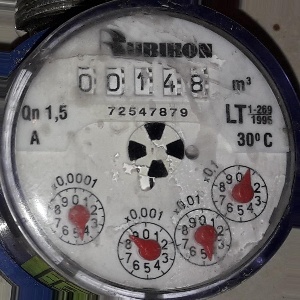 RUBIKON
00148 m³
Qn 1,5 72547879 LT 1-269 1995
A 30°C
x0,0001 x0,1
x0,001 x0,01